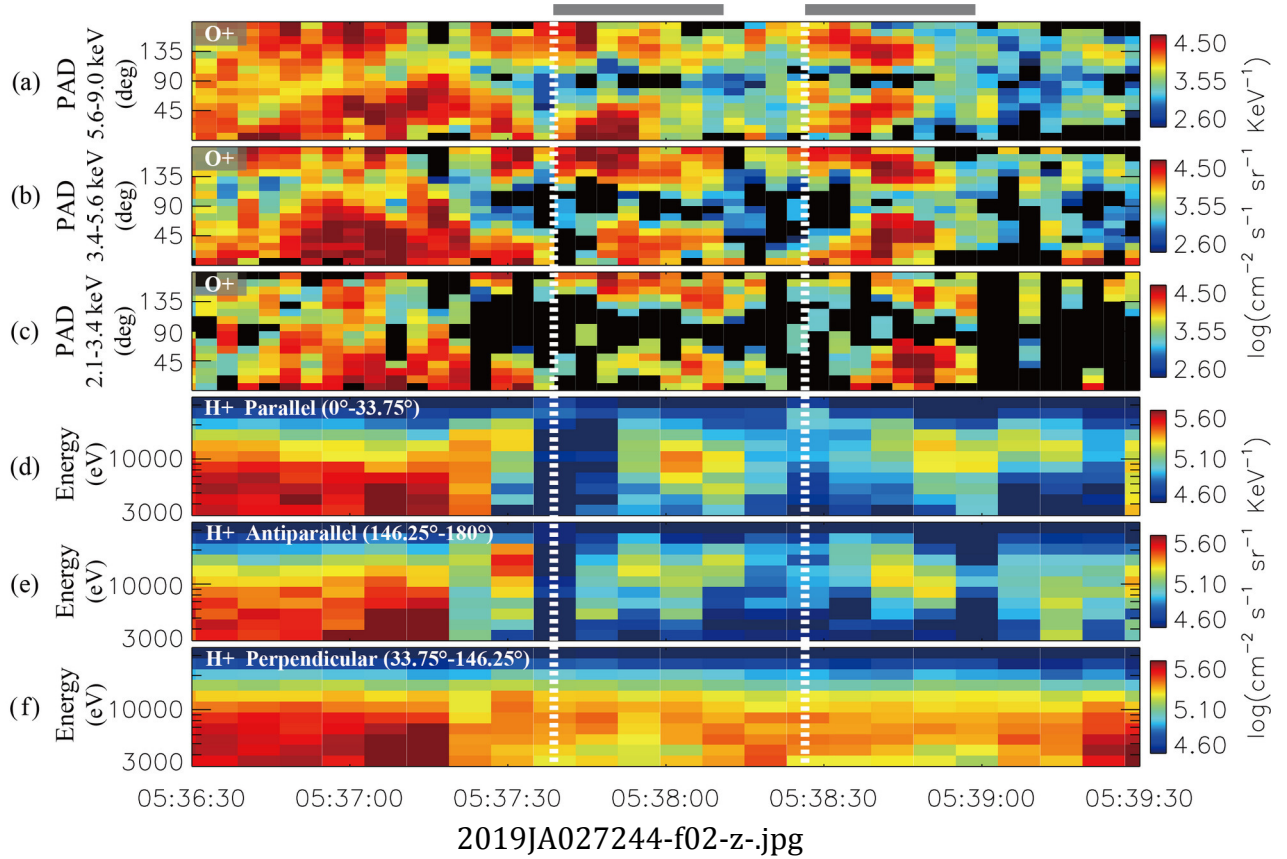 (a)
PAD
5.6-9.0 keV
(deg)
O+
135
90
45
4.50
3.55
2.60
(b)
PAD
3.4-5.6 keV
(deg)
O+
135
90
45
4.50
3.55
2.60
(c)
PAD
2.1-3.4 keV
(deg)
O+
135
90
45
4.50
3.55
2.60
log(cm⁻² s⁻¹ sr⁻¹ KeV⁻¹
(d)
Energy
(eV)
H+ Parallel (0°-33.75°)
10000
3000
5.60
5.10
4.60
(e)
Energy
(eV)
H+ Antiparallel (146.25°-180°)
10000
3000
5.60
5.10
4.60
(f)
Energy
(eV)
H+ Perpendicular (33.75°-146.25°)
10000
3000
5.60
5.10
4.60
log(cm⁻² s⁻¹ sr⁻¹ KeV⁻¹)
05:36:30 05:37:00 05:37:30 05:38:00 05:38:30 05:39:00 05:39:30
2019JA027244-f02-z-.jpg